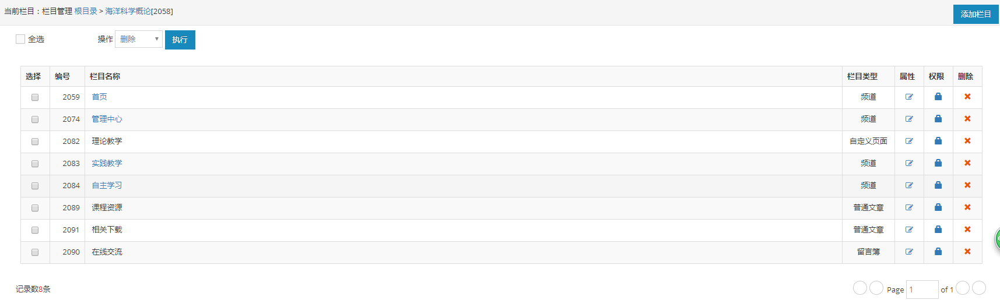 当前栏目：栏目管理 根目录 > 海洋科学概论[2058]
添加栏目
全选 操作 删除 执行
选择 编号 栏目名称 栏目类型 属性 权限 删除
2059 首页 频道
2074 管理中心 频道
2082 理论教学 自定义页面
2083 实践教学 频道
2084 自主学习 频道
2089 课程资源 普通文章
2091 相关下载 普通文章
2090 在线交流 留言簿
记录数8条 Page 1 of 1